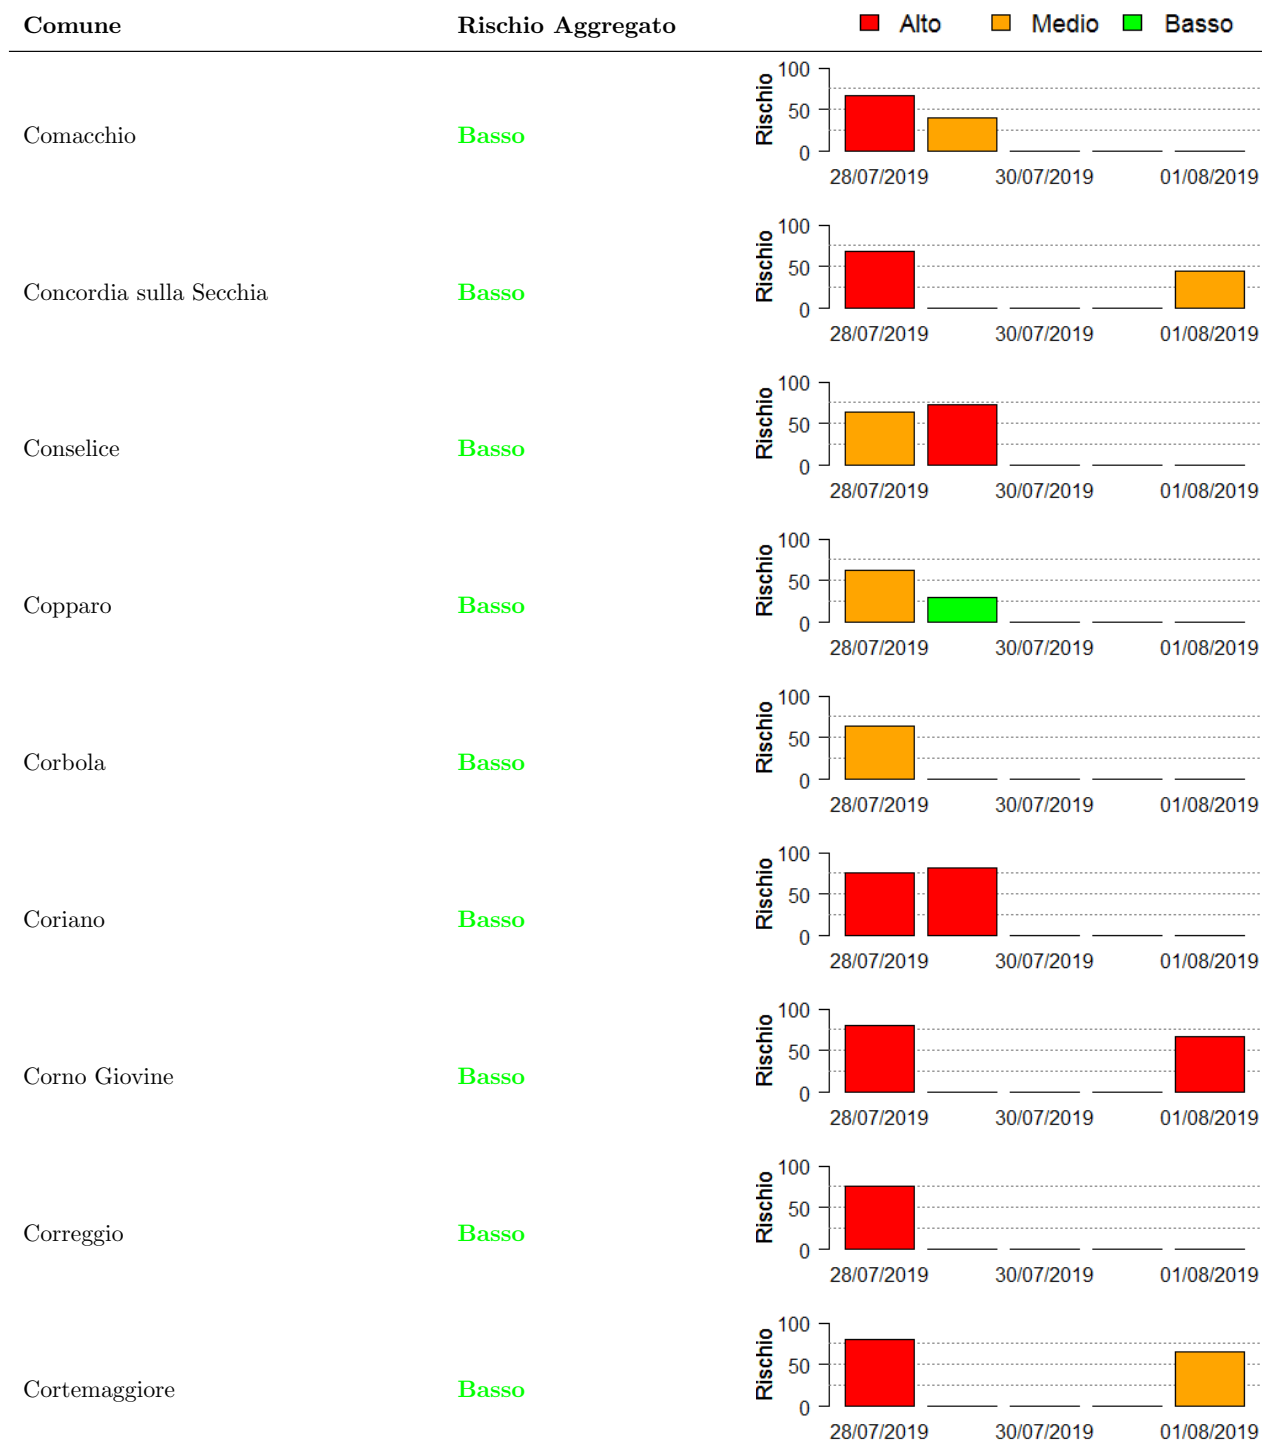 Comune Rischio Aggregato Alto Medio Basso
100
50
0
Rischio
Comacchio Basso
28/07/2019 30/07/2019 01/08/2019
100
50
0
Rischio
Concordia sulla Secchia Basso
28/07/2019 30/07/2019 01/08/2019
100
50
0
Rischio
Conselice Basso
28/07/2019 30/07/2019 01/08/2019
100
50
0
Rischio
Copparo Basso
28/07/2019 30/07/2019 01/08/2019
100
50
0
Rischio
Corbola Basso
28/07/2019 30/07/2019 01/08/2019
100
50
0
Rischio
Coriano Basso
28/07/2019 30/07/2019 01/08/2019
100
50
0
Rischio
Corno Giovine Basso
28/07/2019 30/07/2019 01/08/2019
100
50
0
Rischio
Correggio Basso
28/07/2019 30/07/2019 01/08/2019
100
50
0
Rischio
Cortemaggiore Basso
28/07/2019 30/07/2019 01/08/2019